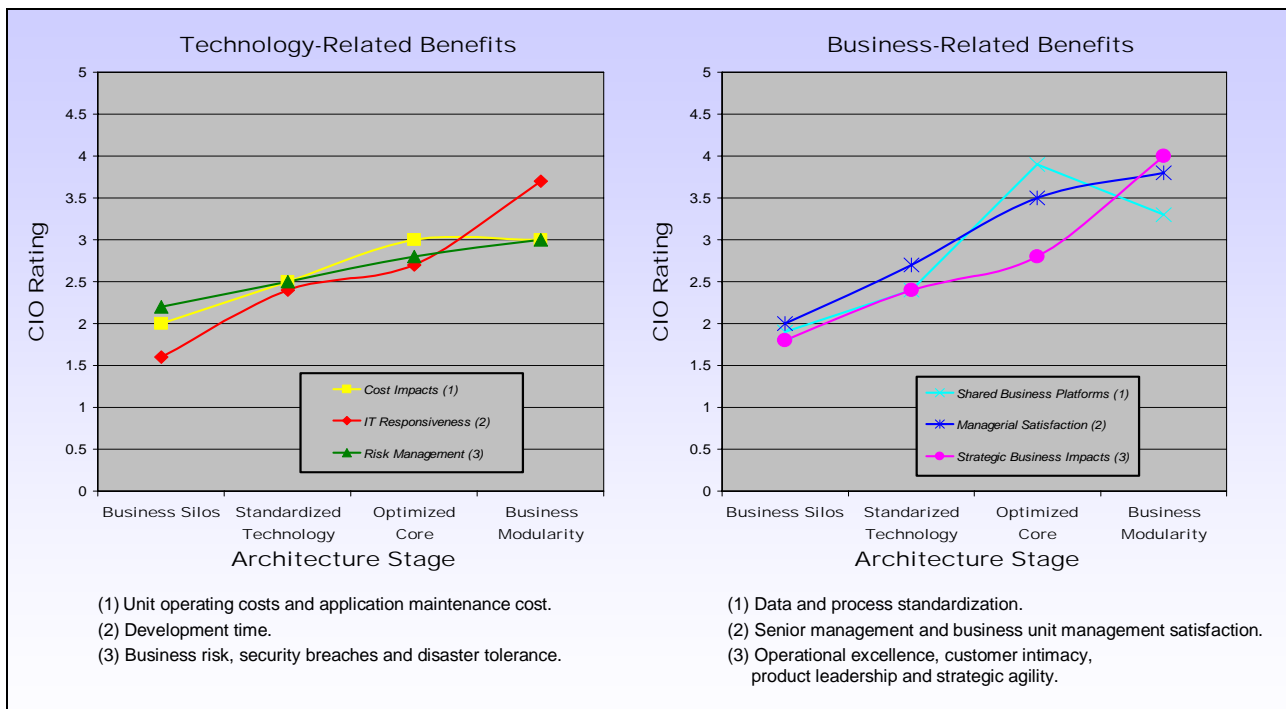 Technology-Related Benefits
5
4.5
4
3.5
3
2.5
2
1.5
1
0.5
0
CIO Rating
Cost Impacts (1)
IT Responsiveness (2)
Risk Management (3)
Business Silos Standardized Optimized Business
Technology Core Modularity
Architecture Stage
(1) Unit operating costs and application maintenance cost.
(2) Development time.
(3) Business risk, security breaches and disaster tolerance.
Business-Related Benefits
5
4.5
4
3.5
3
2.5
2
1.5
1
0.5
0
CIO Rating
Shared Business Platforms (1)
Managerial Satisfaction (2)
Strategic Business Impacts (3)
Business Silos Standarized Optimized Business
Technology Core Modularity
Architecture Stage
(1) Data and process standardization.
(2) Senior management and business unit management satisfaction.
(3) Operational excellence, customer intimacy,
product leadership and strategic agility.